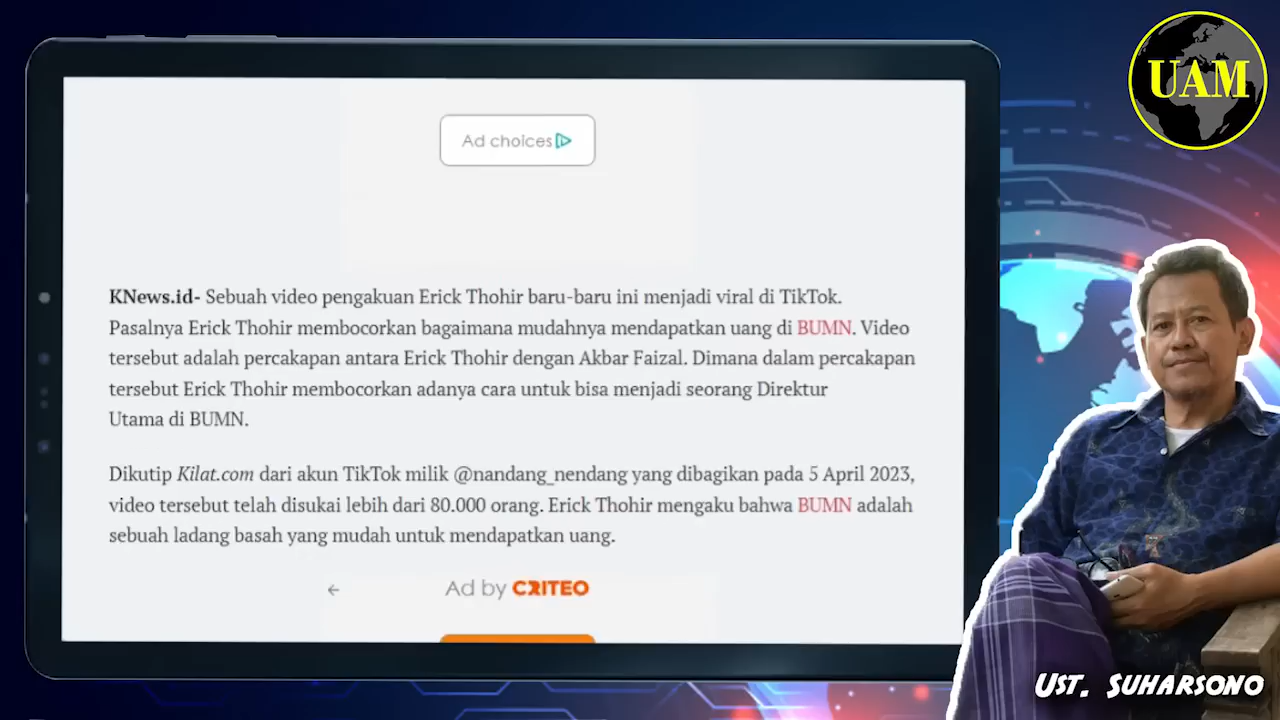 UAM
Ad choices
KNews.id- Sebuah video pengakuan Erick Thohir baru-baru ini menjadi viral di TikTok.
Pasalnya Erick Thohir membocorkan bagaimana mudahnya mendapatkan uang di BUMN. Video
tersebut adalah percakapan antara Erick Thohir dengan Akbar Faizal. Dimana dalam percakapan
tersebut Erick Thohir membocorkan adanya cara untuk bisa menjadi seorang Direktur
Utama di BUMN.
Dikutip Kilat.com dari akun TikTok milik @nandang_nendang yang dibagikan pada 5 April 2023,
video tersebut telah disukai lebih dari 80.000 orang. Erick Thohir mengaku bahwa BUMN adalah
sebuah ladang basah yang mudah untuk mendapatkan uang.
Ad by CRITEO
UST. SUHARSONO